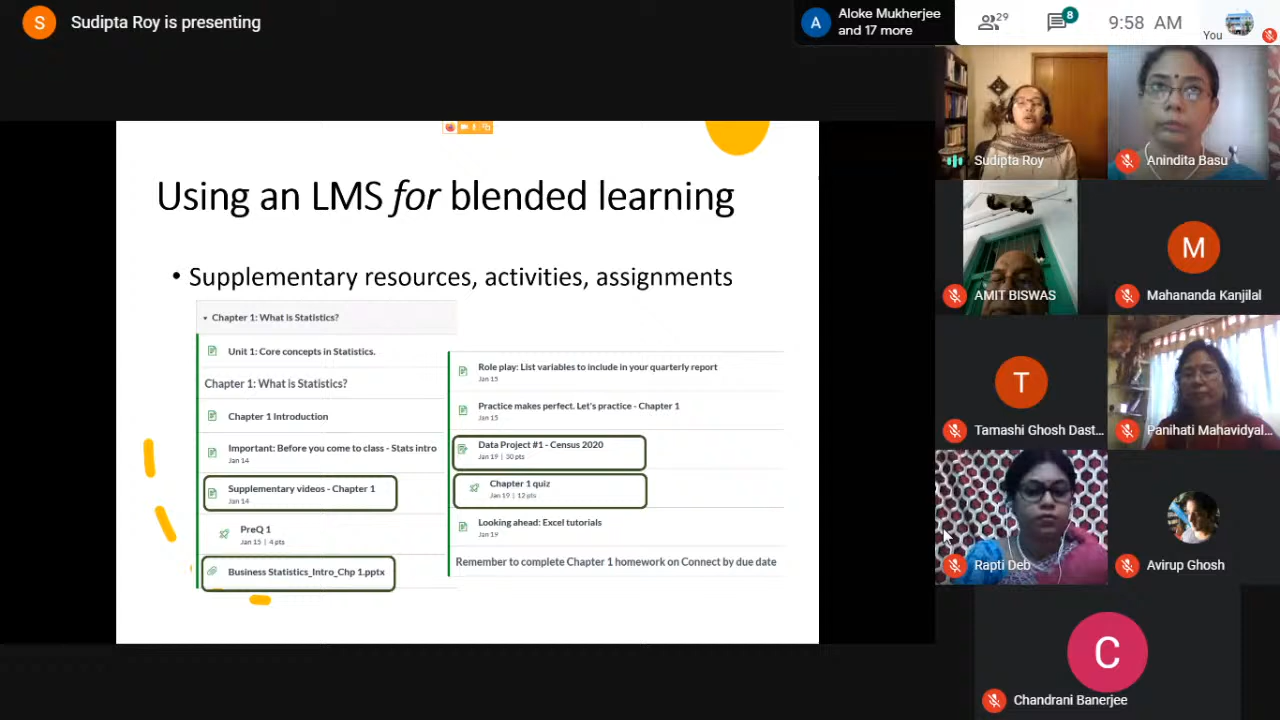 S
Sudipta Roy is presenting
A
Aloke Mukherjee
and 17 more
29
8
9:58 AM
You
Using an LMS for blended learning
• Supplementary resources, activities, assignments
Chapter 1: What is Statistics?
Unit 1: Core concepts in Statistics.
Chapter 1: What is Statistics?
Chapter 1 Introduction
Important: Before you come to class - Stats intro
Jan 14
Supplementary videos - Chapter 1
Jan 14
PreQ 1
Jan 15 | 4 pts
Business Statistics_Intro_Chp 1.pptx
Role play: List variables to include in your quarterly report
Jan 15
Practice makes perfect. Let's practice - Chapter 1
Jan 15
Data Project #1 - Census 2020
Jan 19 | 30 pts
Chapter 1 quiz
Jan 19 | 12 pts
Looking ahead: Excel tutorials
Jan 19
Remember to complete Chapter 1 homework on Connect by due date
Sudipta Roy
Anindita Basu
AMIT BISWAS
M
Mahananda Kanjilal
T
Tamashi Ghosh Dast...
Panihati Mahavidyal...
Rapti Deb
Avirup Ghosh
C
Chandrani Banerjee